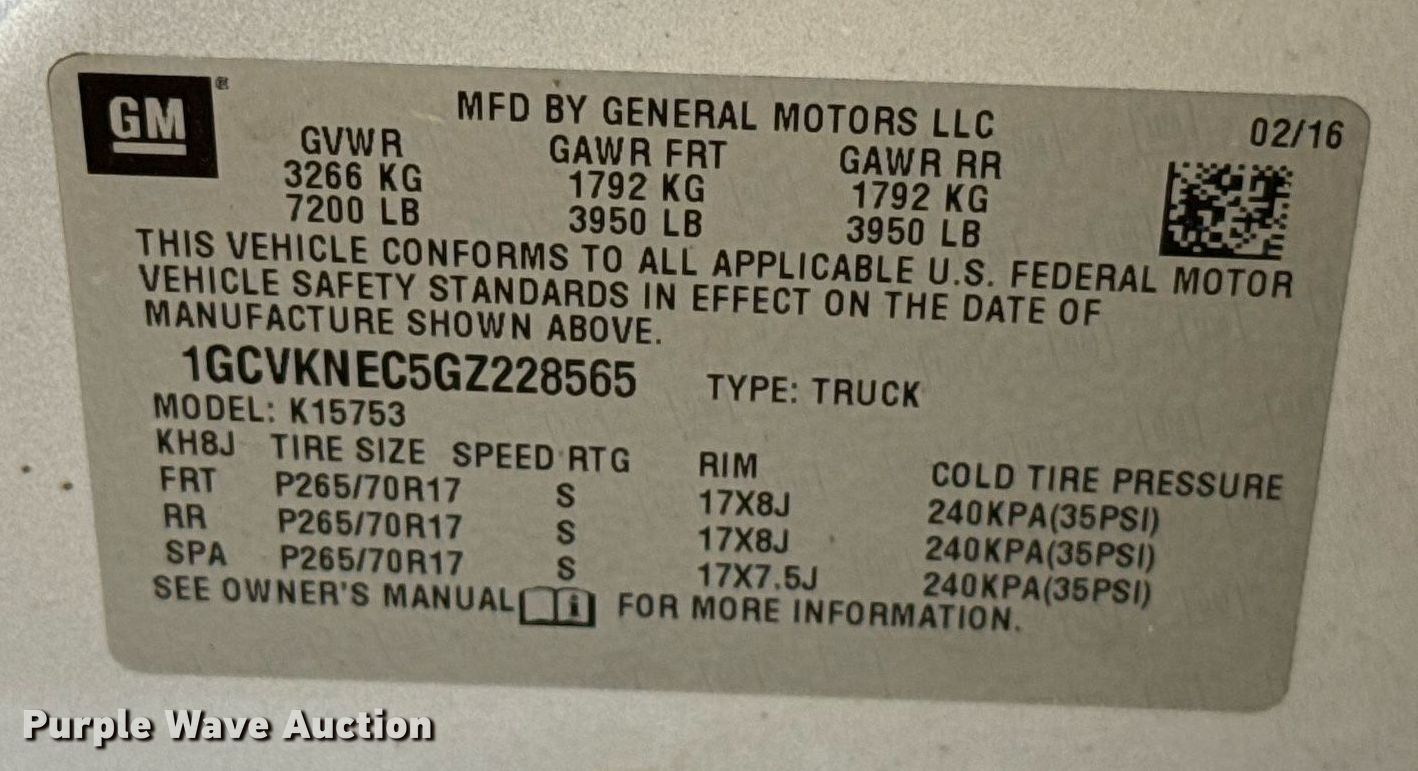 GM ®
MFD BY GENERAL MOTORS LLC
02/16
GVWR GAWR FRT GAWR RR
3266 KG 1792 KG 1792 KG
7200 LB 3950 LB 3950 LB
THIS VEHICLE CONFORMS TO ALL APPLICABLE U.S. FEDERAL MOTOR
VEHICLE SAFETY STANDARDS IN EFFECT ON THE DATE OF
MANUFACTURE SHOWN ABOVE.
1GCVKNEC5GZ228565 TYPE: TRUCK
MODEL: K15753
KH8J TIRE SIZE SPEED RTG RIM COLD TIRE PRESSURE
FRT P265/70R17 S 17X8J 240KPA(35PSI)
RR P265/70R17 S 17X8J 240KPA(35PSI)
SPA P265/70R17 S 17X7.5J 240KPA(35PSI)
SEE OWNER'S MANUAL i FOR MORE INFORMATION.
Purple Wave Auction